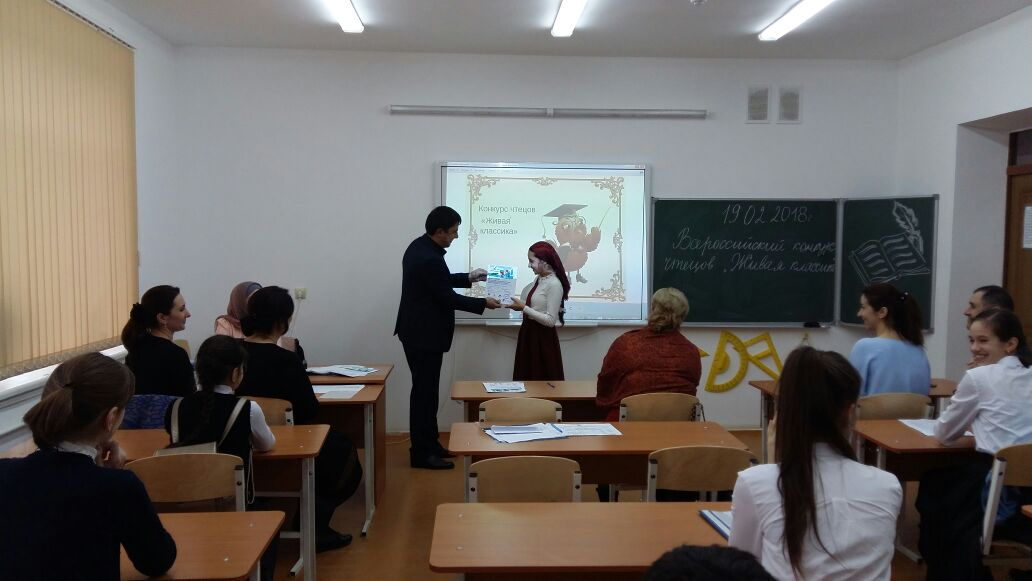 Конкурс чтецов
«Живая
классика»
19.02.2018г
Всероссийский конкурс
чтецов „Живая классика